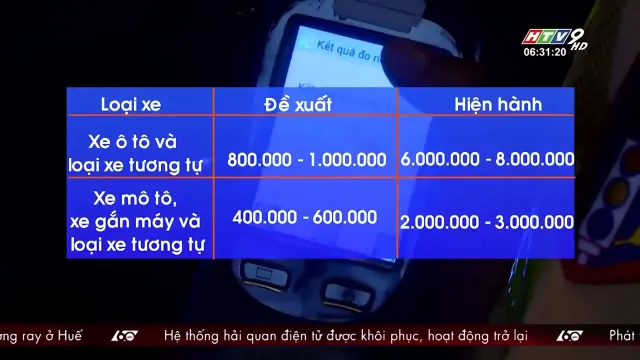 HTV9 HD
06:31:20
Kết quả đo n
Loại xe
Đề xuất
Hiện hành
Xe ô tô và
loại xe tương tự
800.000 - 1.000.000
6.000.000 - 8.000.000
Xe mô tô,
xe gắn máy và
loại xe tương tự
400.000 - 600.000
2.000.000 - 3.000.000
ng ray ở Huế
Hệ thống hải quan điện tử được khôi phục, hoạt động trở lại
Phát